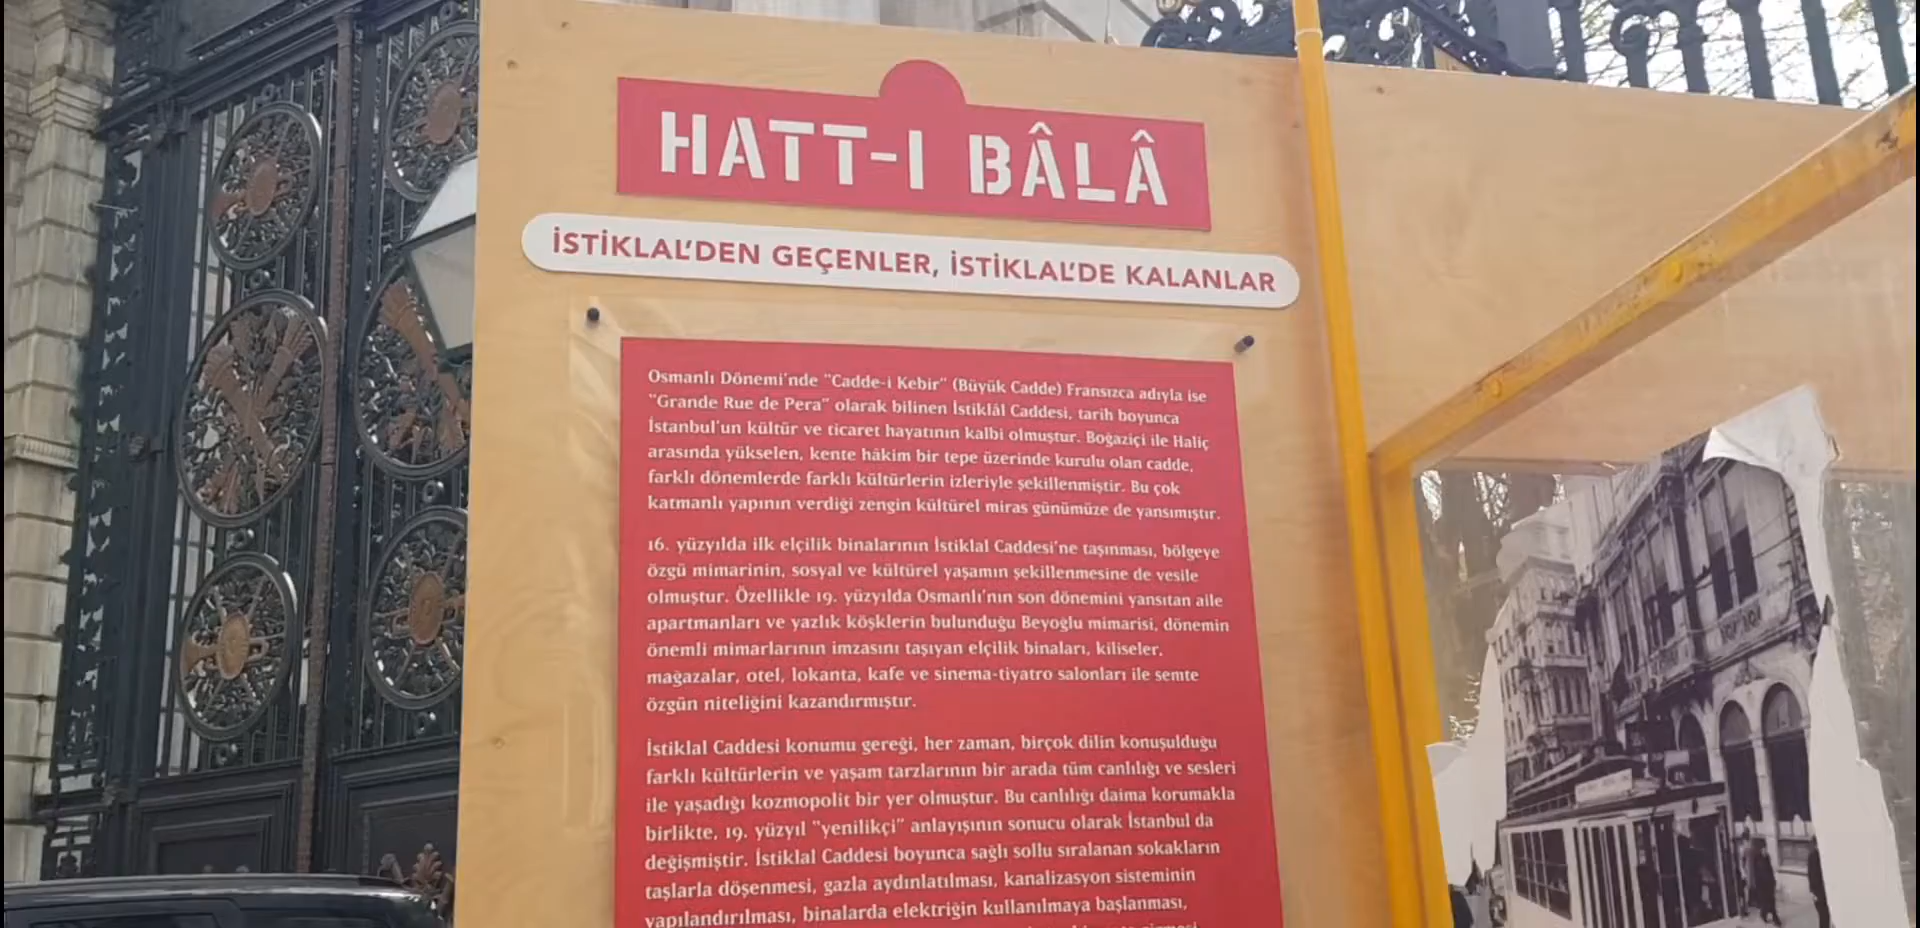 HATT-I BÂLÂ
İSTİKLAL'DEN GEÇENLER, İSTİKLAL'DE KALANLAR
Osmanlı Dönemi'nde "Cadde-i Kebir" (Büyük Cadde) Fransızca adıyla ise
"Grande Rue de Pera" olarak bilinen İstiklâl Caddesi, tarih boyunca
İstanbul'un kültür ve ticaret hayatının kalbi olmuştur. Boğaziçi ile Haliç
arasında yükselen, kente hâkim bir tepe üzerinde kurulu olan cadde,
farklı dönemlerde farklı kültürlerin izleriyle şekillenmiştir. Bu çok
katmanlı yapının verdiği zengin kültürel miras günümüze de yansımıştır.
16. yüzyılda ilk elçilik binalarının İstiklal Caddesi'ne taşınması, bölgeye
özgü mimarinin, sosyal ve kültürel yaşamın şekillenmesine de vesile
olmuştur. Özellikle 19. yüzyılda Osmanlı'nın son dönemini yansıtan aile
apartmanları ve yazlık köşklerin bulunduğu Beyoğlu mimarisi, dönemin
önemli mimarlarının imzasını taşıyan elçilik binaları, kiliseler,
mağazalar, otel, lokanta, kafe ve sinema-tiyatro salonları ile semte
özgün niteliğini kazandırmıştır.
İstiklal Caddesi konumu gereği, her zaman, birçok dilin konuşulduğu
farklı kültürlerin ve yaşam tarzlarının bir arada tüm canlılığı ve sesleri
ile yaşadığı kozmopolit bir yer olmuştur. Bu canlılığı daima korumakla
birlikte, 19. yüzyıl "yenilikçi" anlayışının sonucu olarak İstanbul da
değişmiştir. İstiklal Caddesi boyunca sağlı sollu sıralanan sokakların
taşlarla döşenmesi, gazla aydınlatılması, kanalizasyon sisteminin
yapılandırılması, binalarda elektriğin kullanılmaya başlanması,